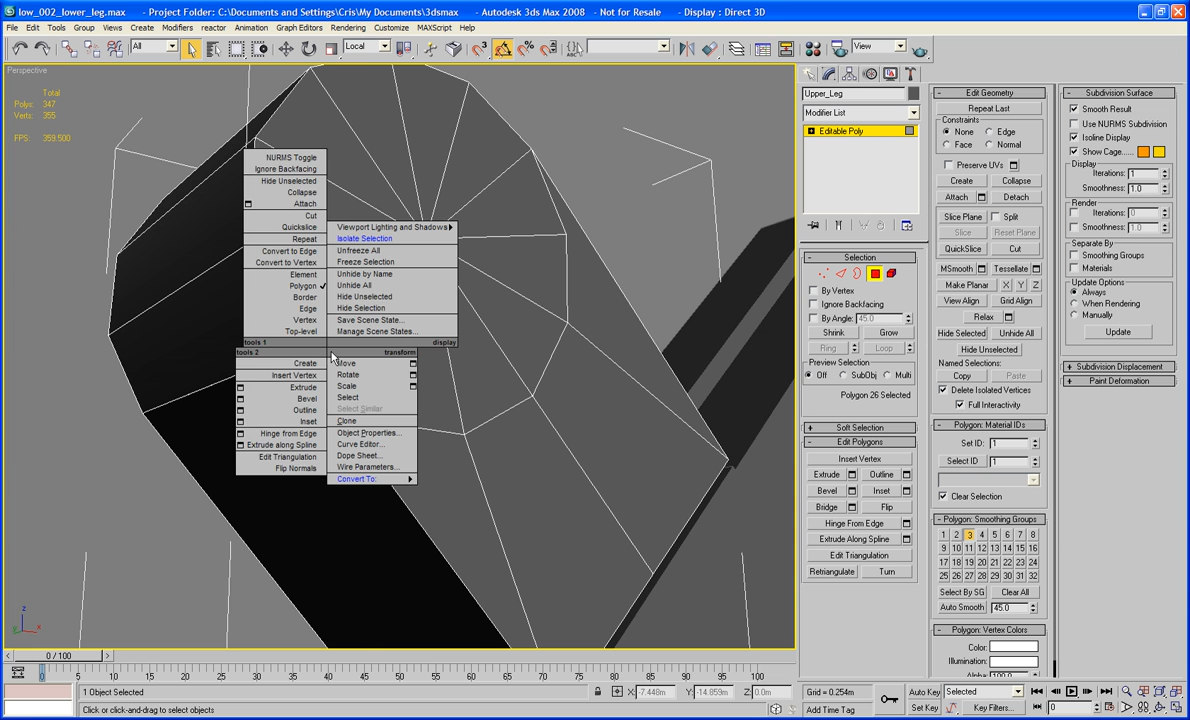 low_002_lower_leg.max - Project Folder: C:\Documents and Settings\Cris\My Documents\3dsmax - Autodesk 3ds Max 2008 - Not for Resale - Display : Direct 3D
File Edit Tools Group Views Create Modifiers reactor Animation Graph Editors Rendering Customize MAXScript Help
All Local View
Perspective
Total
Polys: 347
Verts: 355
FPS: 359.500
NURMS Toggle
Ignore Backfacing
Hide Unselected
Collapse
Attach
Cut
Quickslice
Repeat
Convert to Edge
Convert to Vertex
Element
Polygon
Border
Edge
Vertex
Top-level
tools 1
Viewport Lighting and Shadows
Isolate Selection
Unfreeze All
Freeze Selection
Unhide by Name
Unhide All
Hide Unselected
Hide Selection
Save Scene State...
Manage Scene States...
display
tools 2
Create
Insert Vertex
Extrude
Bevel
Outline
Inset
Hinge from Edge
Extrude along Spline
Edit Triangulation
Flip Normals
transform
Move
Rotate
Scale
Select
Select Similar
Clone
Object Properties...
Curve Editor...
Dope Sheet...
Wire Parameters...
Convert To:
z
x
Upper_Leg
Modifier List
Editable Poly
- Selection
By Vertex
Ignore Backfacing
By Angle: 45.0
Shrink Grow
Ring Loop
Preview Selection
Off SubObj Multi
Polygon 26 Selected
+ Soft Selection
- Edit Polygons
Insert Vertex
Extrude Outline
Bevel Inset
Bridge Flip
Hinge From Edge
Extrude Along Spline
Edit Triangulation
Retriangulate Turn
- Edit Geometry
Repeat Last
Constraints
None Edge
Face Normal
Preserve UVs
Create Collapse
Attach Detach
Slice Plane Split
Slice Reset Plane
QuickSlice Cut
MSmooth Tessellate
Make Planar X Y Z
View Align Grid Align
Relax
Hide Selected Unhide All
Hide Unselected
Named Selections:
Copy Paste
Delete Isolated Vertices
Full Interactivity
- Polygon: Material IDs
Set ID: 1
Select ID 1
Clear Selection
- Polygon: Smoothing Groups
1 2 3 4 5 6 7 8
9 10 11 12 13 14 15 16
17 18 19 20 21 22 23 24
25 26 27 28 29 30 31 32
Select By SG Clear All
Auto Smooth 45.0
- Polygon: Vertex Colors
Color:
Illumination:
Alpha: 100.0
- Subdivision Surface
Smooth Result
Use NURMS Subdivision
Isoline Display
Show Cage......
Display
Iterations: 1
Smoothness: 1.0
Render
Iterations: 0
Smoothness: 1.0
Separate By
Smoothing Groups
Materials
Update Options
Always
When Rendering
Manually
Update
+ Subdivision Displacement
+ Paint Deformation
< 0 / 100 >
0 5 10 15 20 25 30 35 40 45 50 55 60 65 70 75 80 85 90 95 100
1 Object Selected X: -7.448m Y: -14.859m Z: 0.0m Grid = 0.254m Auto Key Selected
Click or click-and-drag to select objects Add Time Tag Set Key Key Filters... 0